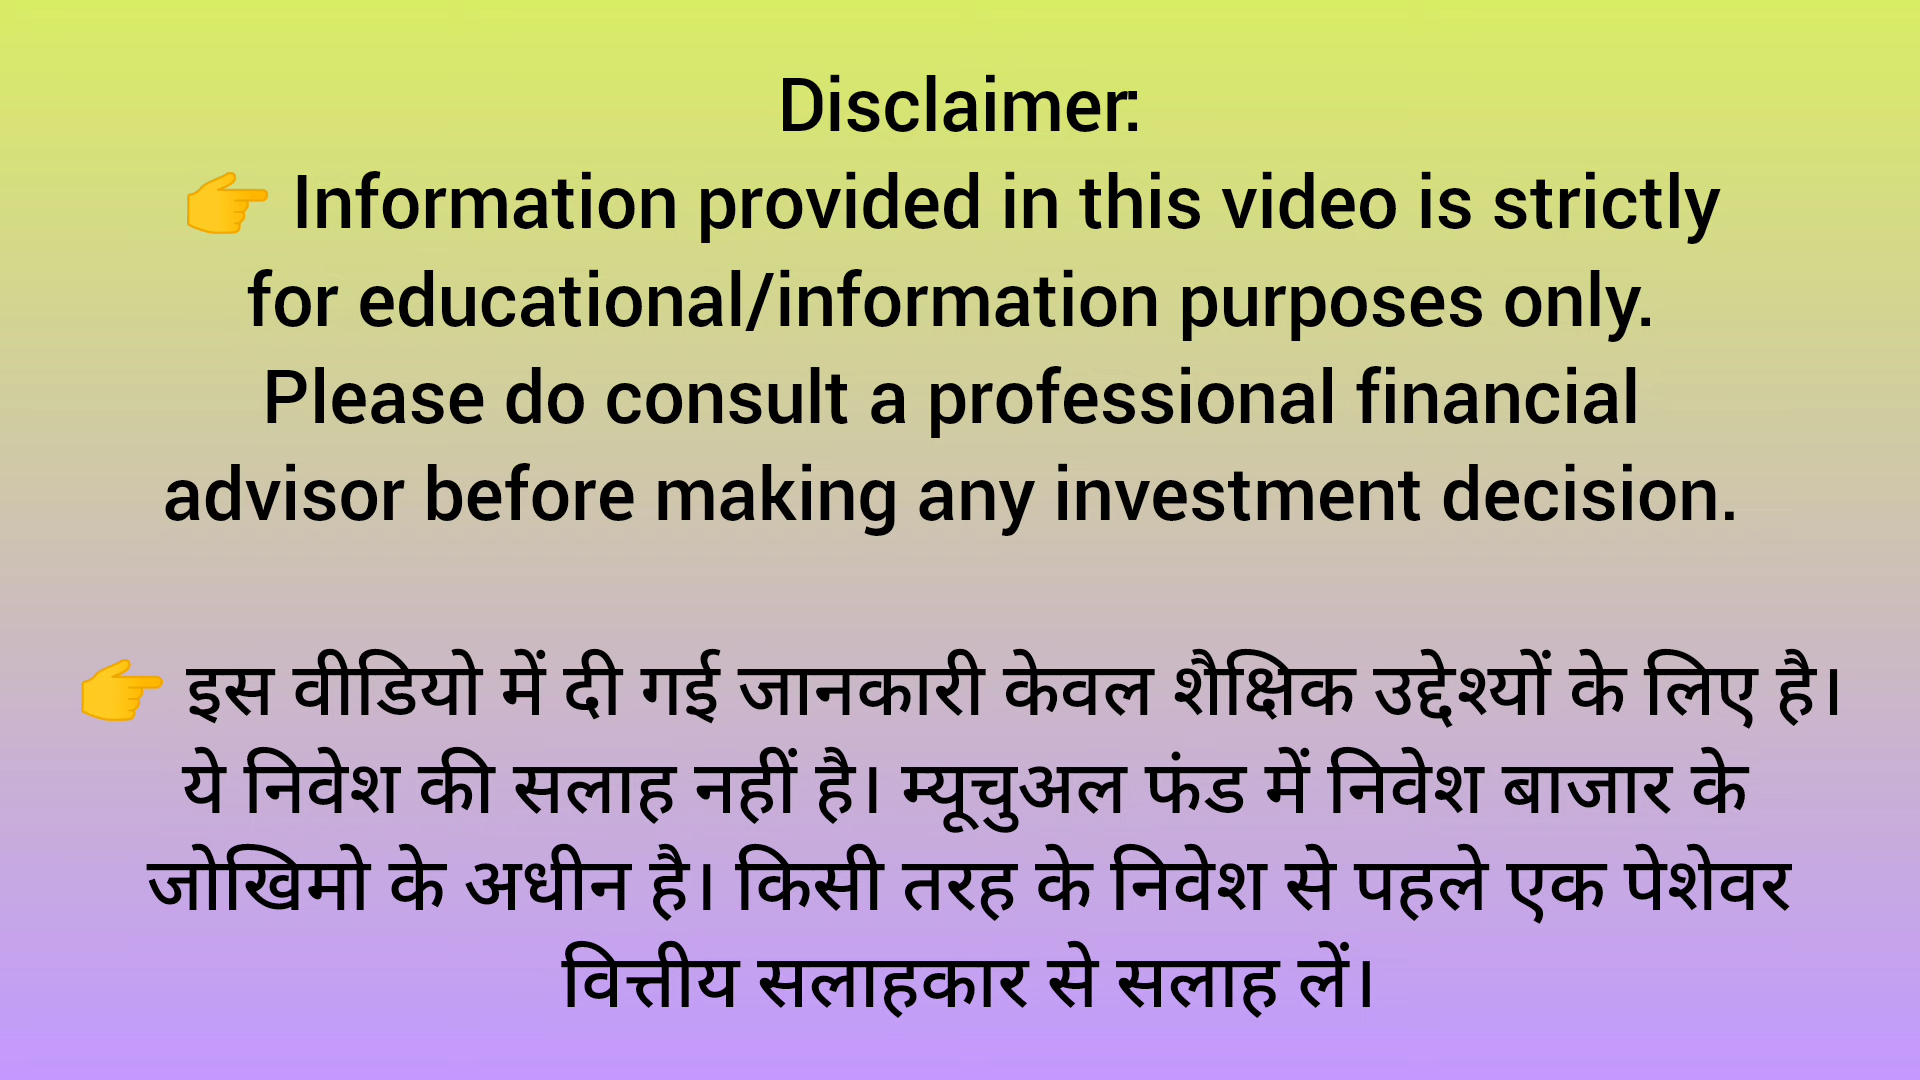 Disclaimer:
👉 Information provided in this video is strictly
for educational/information purposes only.
Please do consult a professional financial
advisor before making any investment decision.
👉 इस वीडियो में दी गई जानकारी केवल शैक्षिक उद्देश्यों के लिए है।
ये निवेश की सलाह नहीं है। म्यूचुअल फंड में निवेश बाजार के
जोखिमो के अधीन है। किसी तरह के निवेश से पहले एक पेशेवर
वित्तीय सलाहकार से सलाह लें।